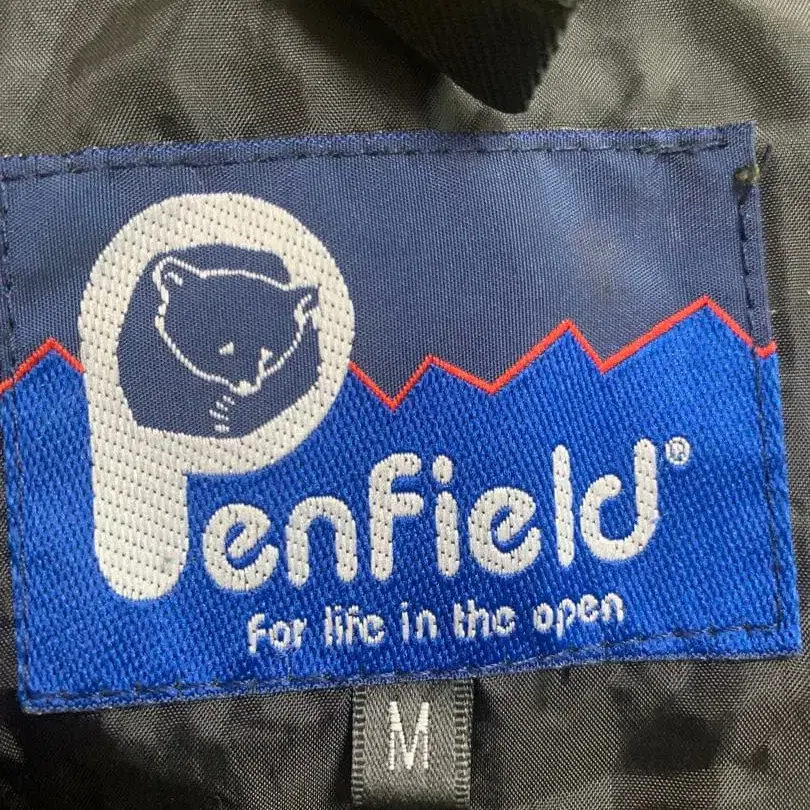 Penfield®
For life in the open
M